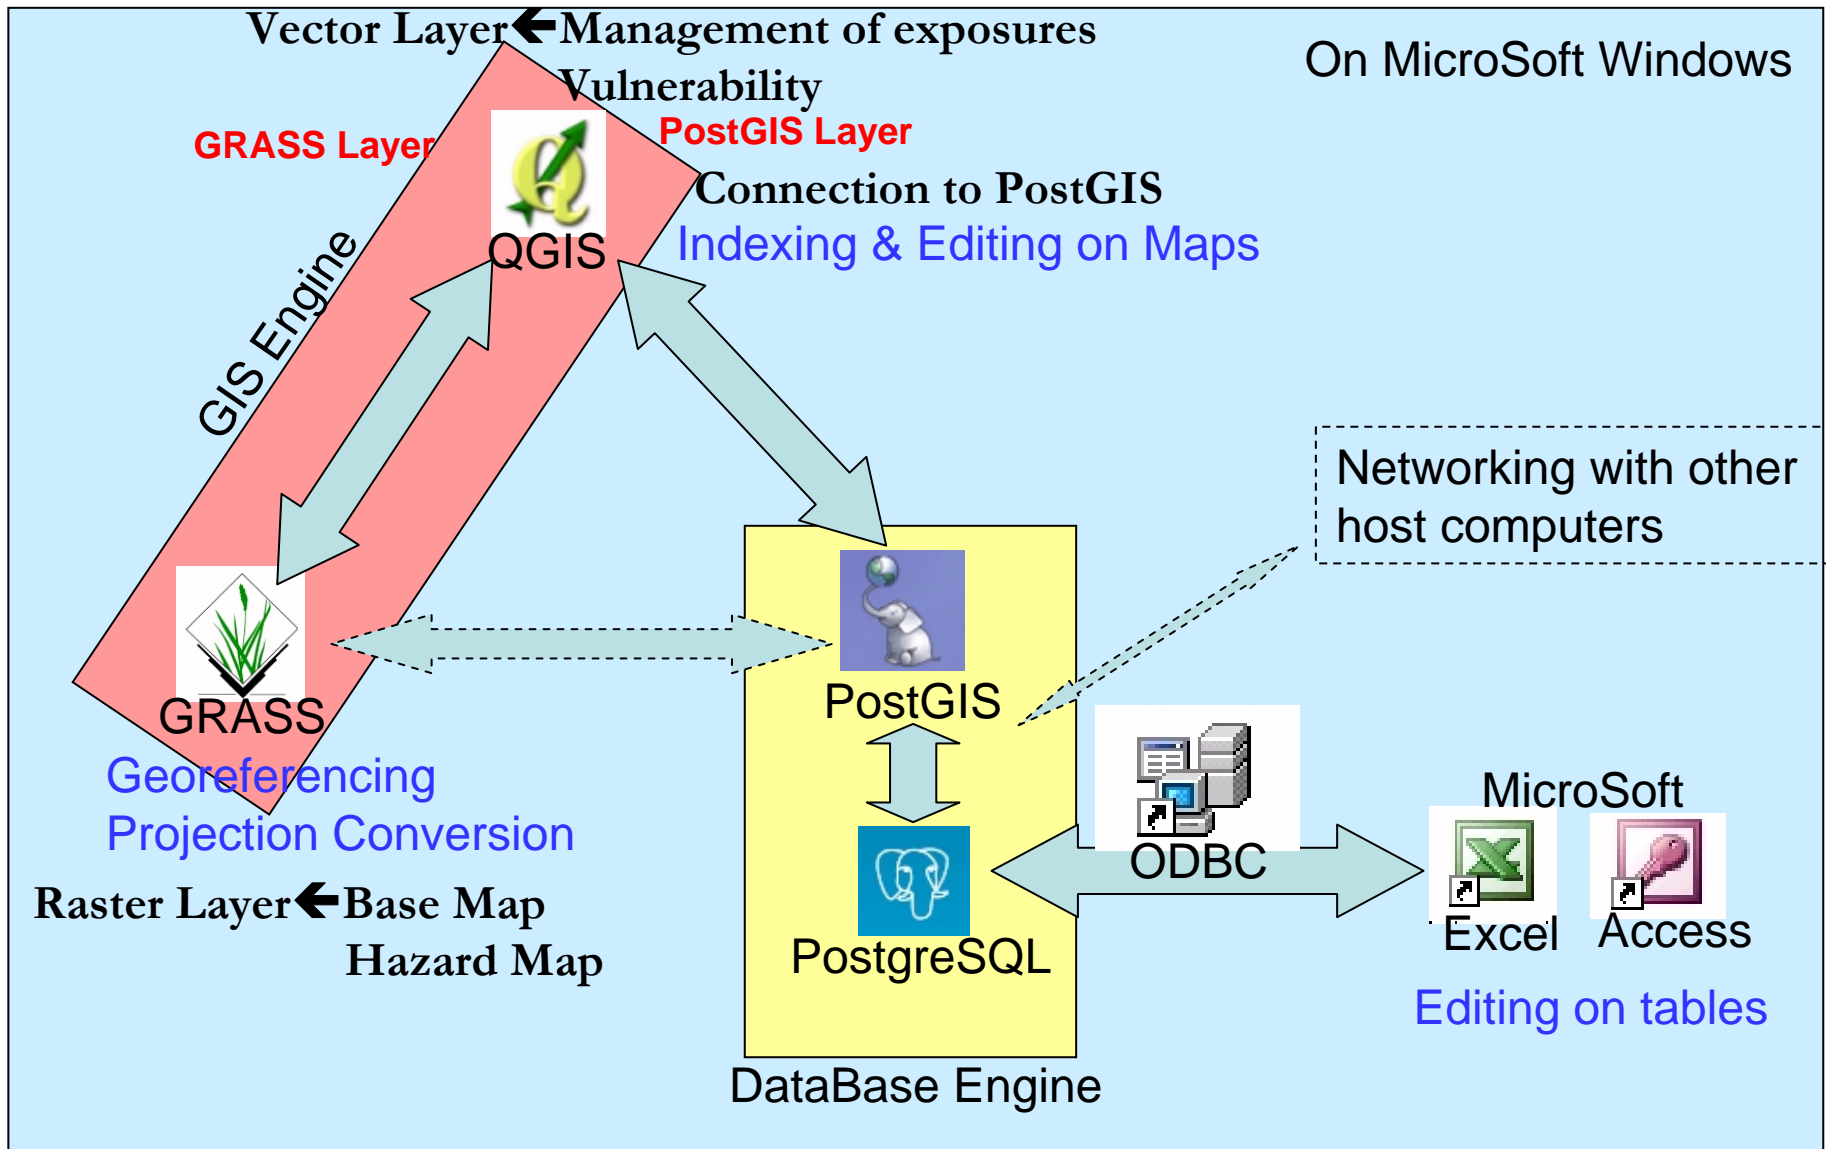 Vector Layer🡸Management of exposures
Vulnerability
On MicroSoft Windows
GRASS Layer
PostGIS Layer
Connection to PostGIS
QGIS
Indexing & Editing on Maps
GIS Engine
Networking with other
host computers
GRASS
PostGIS
Georeferencing
Projection Conversion
MicroSoft
ODBC
Raster Layer🡸Base Map
Hazard Map
PostgreSQL
Excel
Access
Editing on tables
DataBase Engine